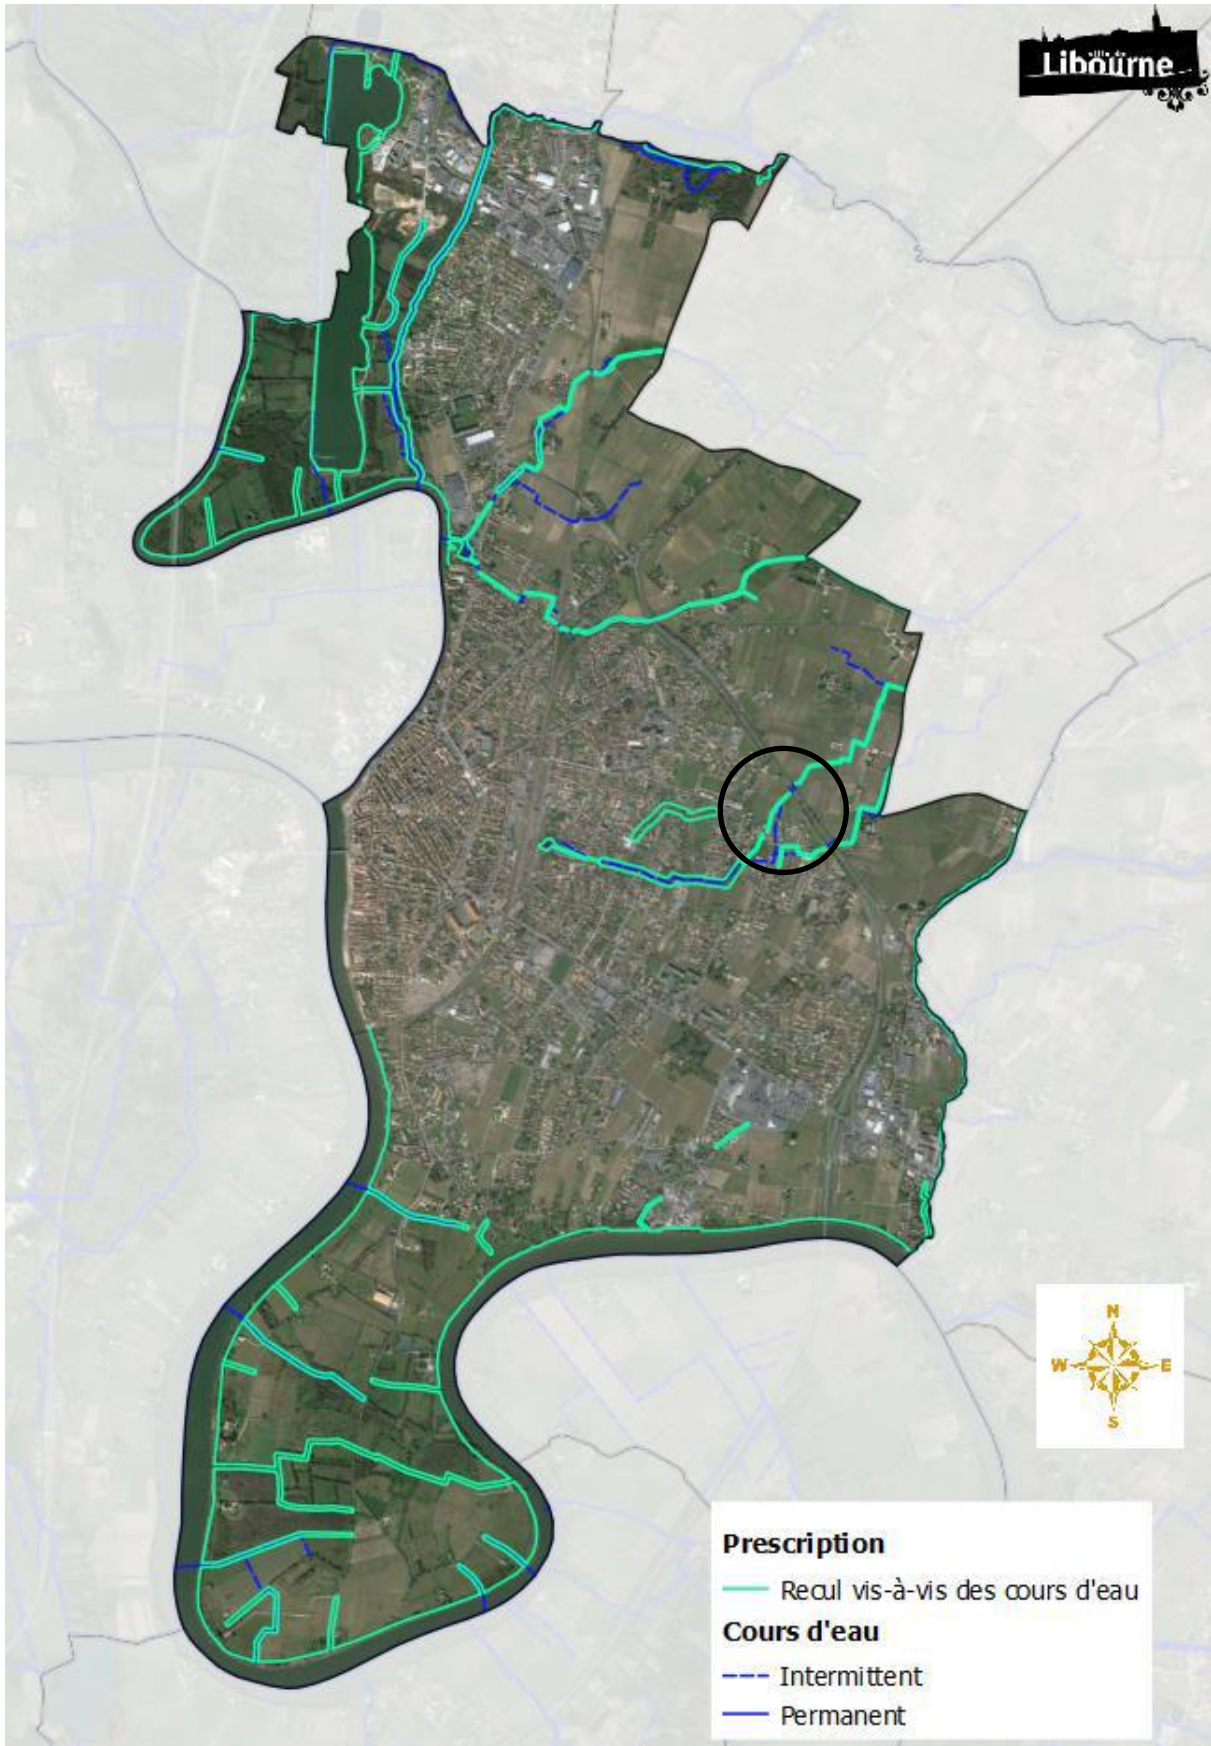 Libourne
N
W E
S
Prescription
Recul vis-à-vis des cours d'eau
Cours d'eau
Intermittent
Permanent